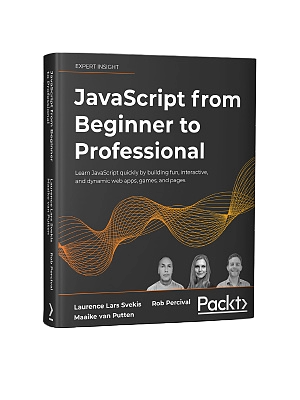 EXPERT INSIGHT
JavaScript from
Beginner to
Professional
Learn JavaScript quickly by building fun, interactive,
and dynamic web apps, games, and pages
Laurence Lars Svekis
Rob Percival
Maaike van Putten
Packt>
JavaScript from Beginner
to Professional
Laurence Lars Svekis
Maaike van Putten
Rob Percival